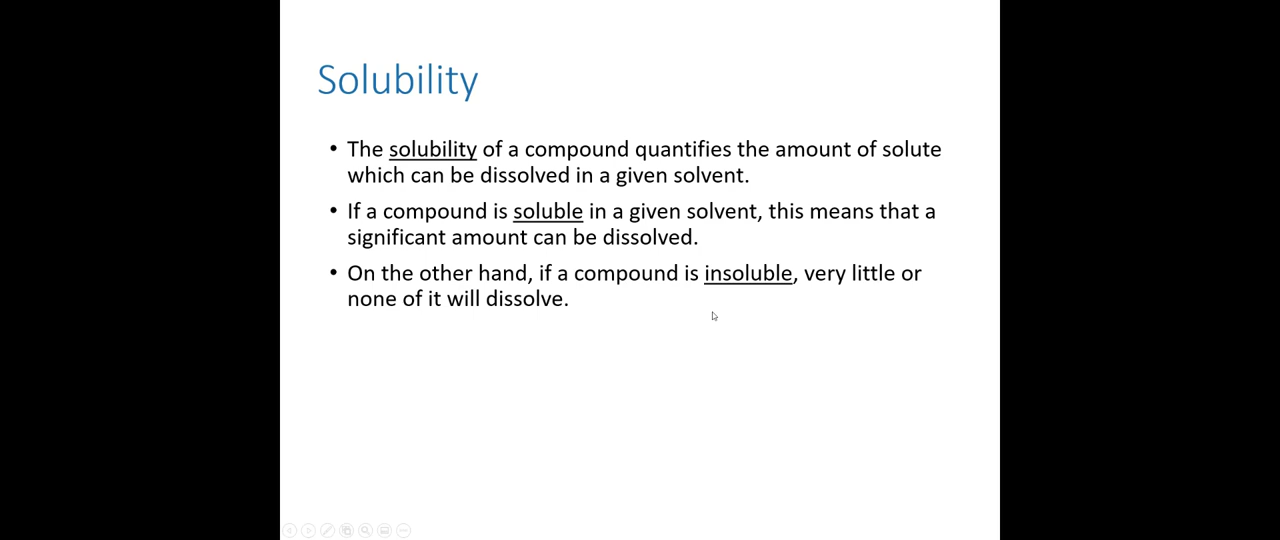 Solubility
• The solubility of a compound quantifies the amount of solute
which can be dissolved in a given solvent.
• If a compound is soluble in a given solvent, this means that a
significant amount can be dissolved.
• On the other hand, if a compound is insoluble, very little or
none of it will dissolve.